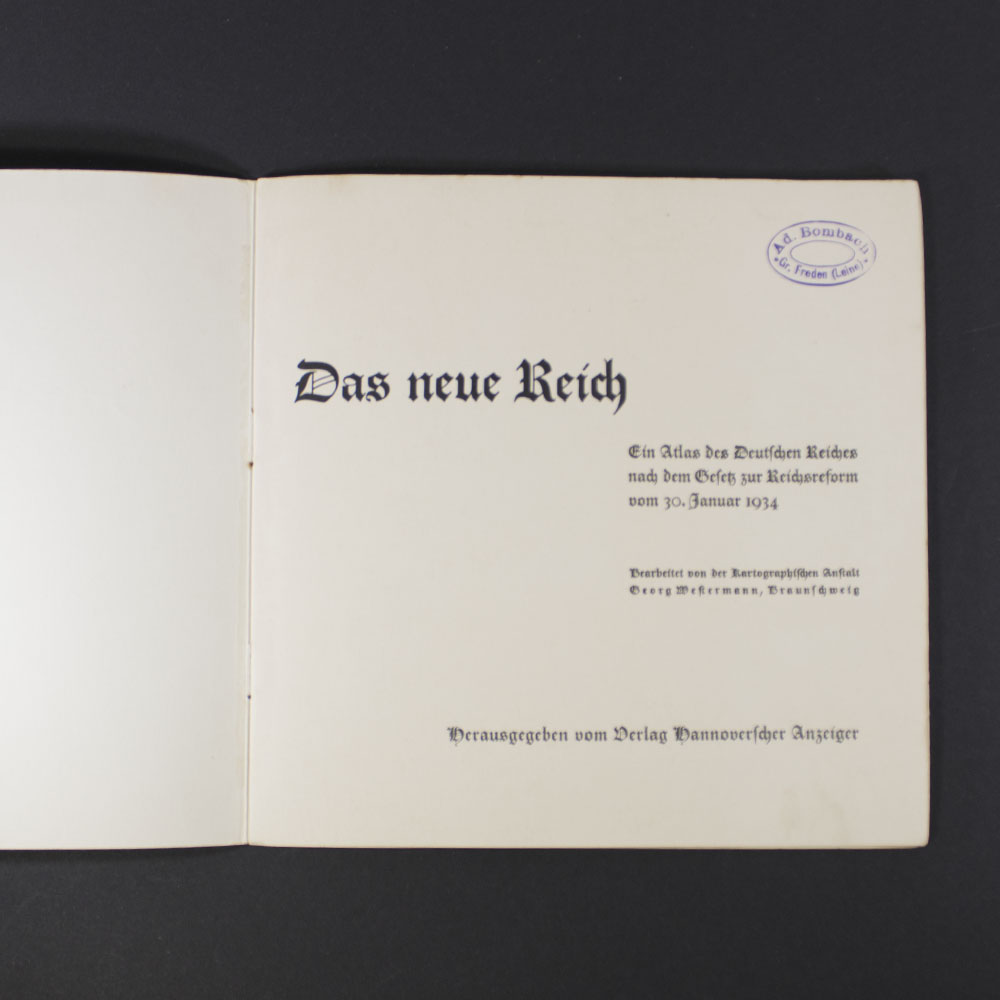 Ad. Bombach
Gr. Freden (Leine)
Das neue Reich
Ein Atlas des Deutſchen Reiches
nach dem Geſetz zur Reichsreform
vom 30. Januar 1934
Bearbeitet von der Kartographiſchen Anſtalt
Georg Weſtermann, Braunſchweig
Herausgegeben vom Verlag Hannoverſcher Anzeiger